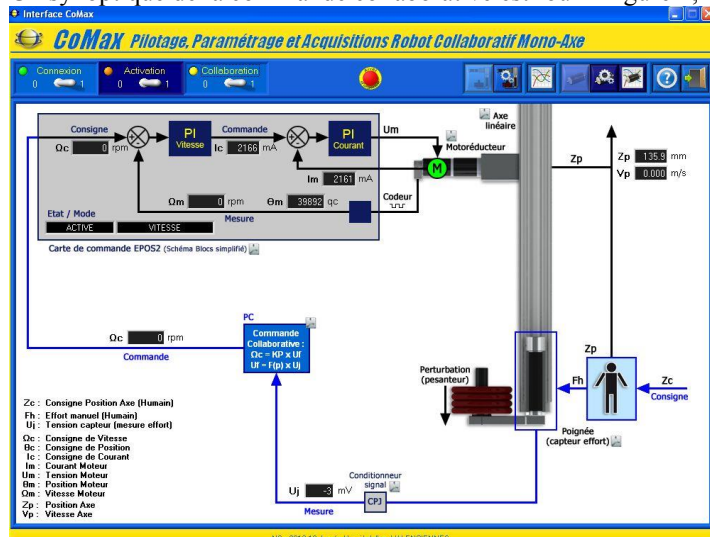 Interface CoMax
CoMax Pilotage, Paramétrage et Acquisitions Robot Collaboratif Mono-Axe
Connexion
0 1
Activation
0 1
Collaboration
0 1
Consigne
Ωc 0 rpm
PI
Vitesse
Commande
Ic 2166 mA
PI
Courant
Um
Im 2161 mA
Ωm 0 rpm
Θm 39892 qc
Mesure
Codeur
Etat / Mode
ACTIVE VITESSE
Carte de commande EPOS2 (Schéma Blocs simplifié)
Axe
linéaire
Motoréducteur
M
Zp
Zp 135.9 mm
Vp 0.000 m/s
Ωc 0 rpm
Commande
PC
Commande
Collaborative :
Ωc = KP x Uf
Uf = F(p) x Uj
Perturbation
(pesanteur)
Zp
Fh
Zc
Consigne
Poignée
(capteur effort)
Zc : Consigne Position Axe (Humain)
Fh : Effort manuel (Humain)
Uj : Tension capteur (mesure effort)
Ωc : Consigne de Vitesse
Θc : Consigne de Position
Ic : Consigne de Courant
Im : Courant Moteur
Um : Tension Moteur
Θm : Position Moteur
Ωm : Vitesse Moteur
Zp : Position Axe
Vp : Vitesse Axe
Uj -3 mV
Mesure
Conditionneur
signal
CPJ